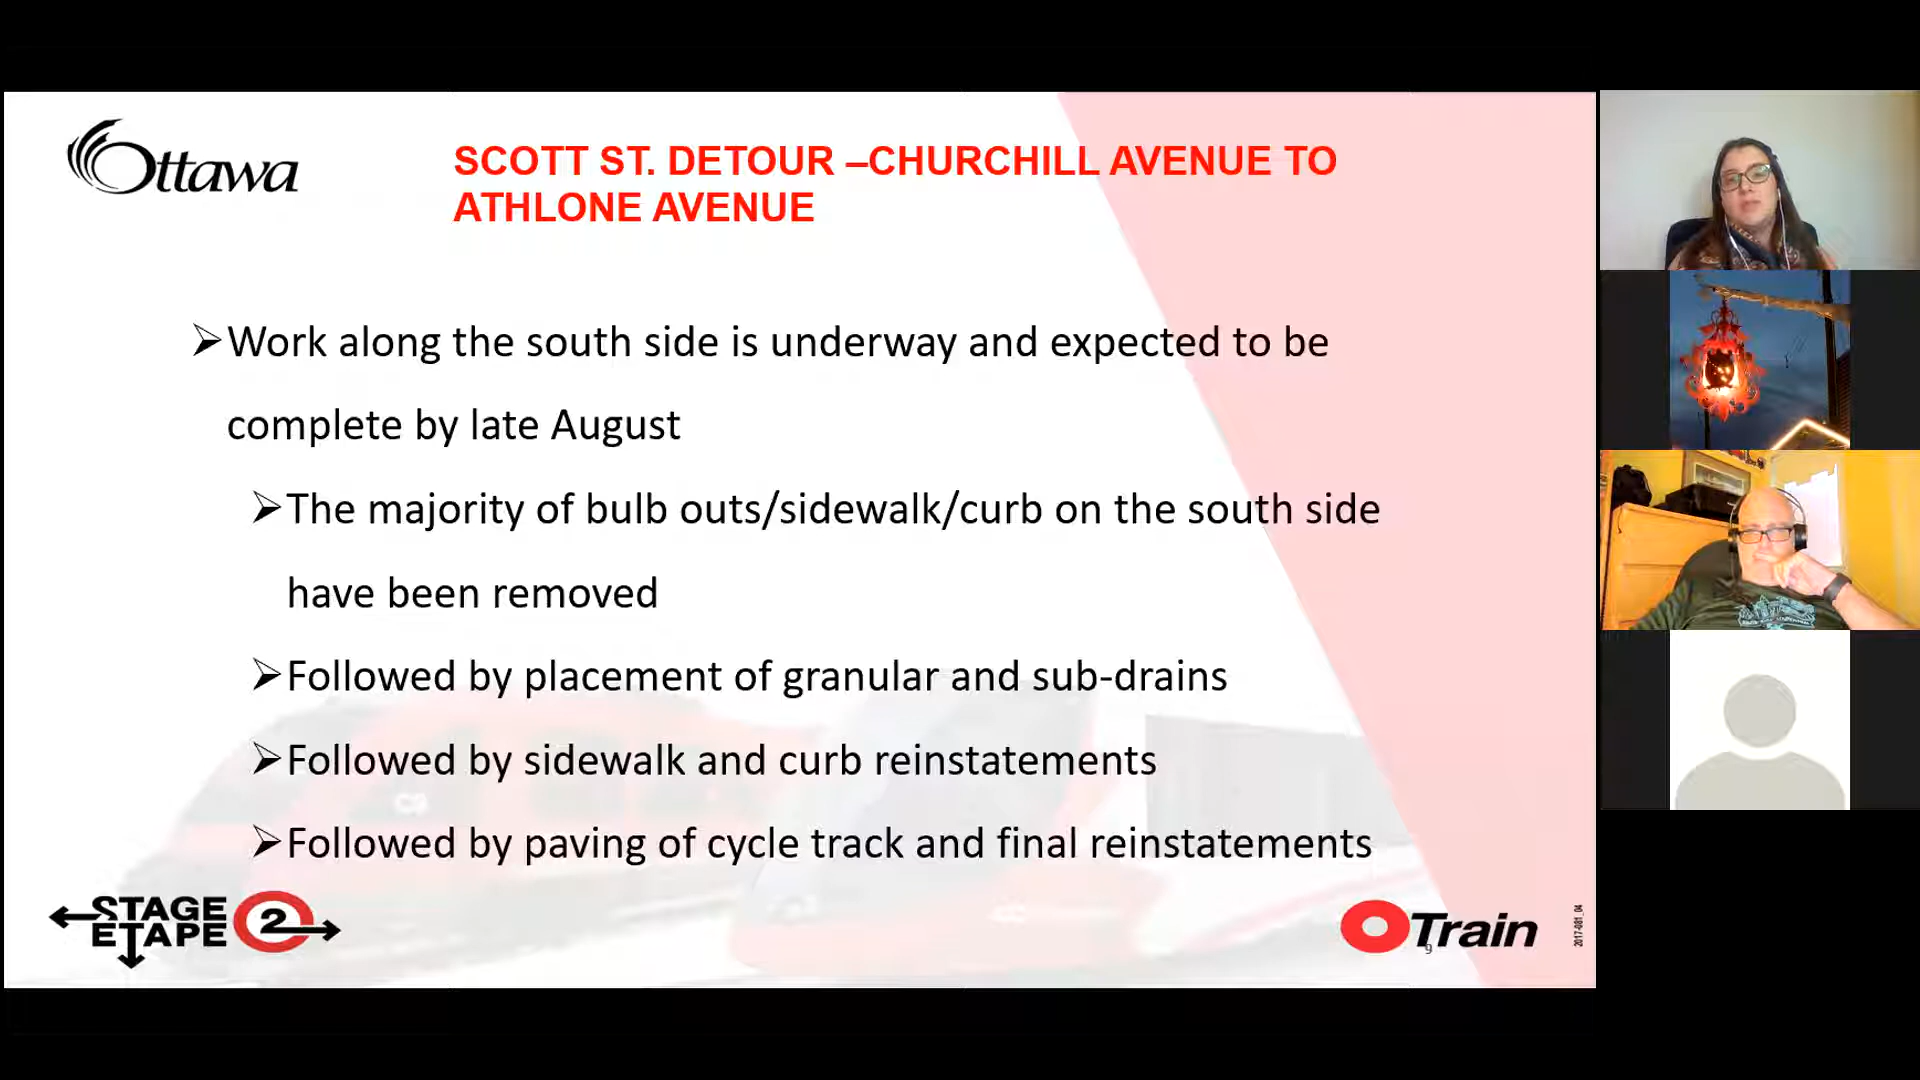 Ottawa
SCOTT ST. DETOUR –CHURCHILL AVENUE TO
ATHLONE AVENUE
➢Work along the south side is underway and expected to be
complete by late August
➢The majority of bulb outs/sidewalk/curb on the south side
have been removed
➢Followed by placement of granular and sub-drains
➢Followed by sidewalk and curb reinstatements
➢Followed by paving of cycle track and final reinstatements
STAGE
ETAPE
2
O Train
9
2017-081_04